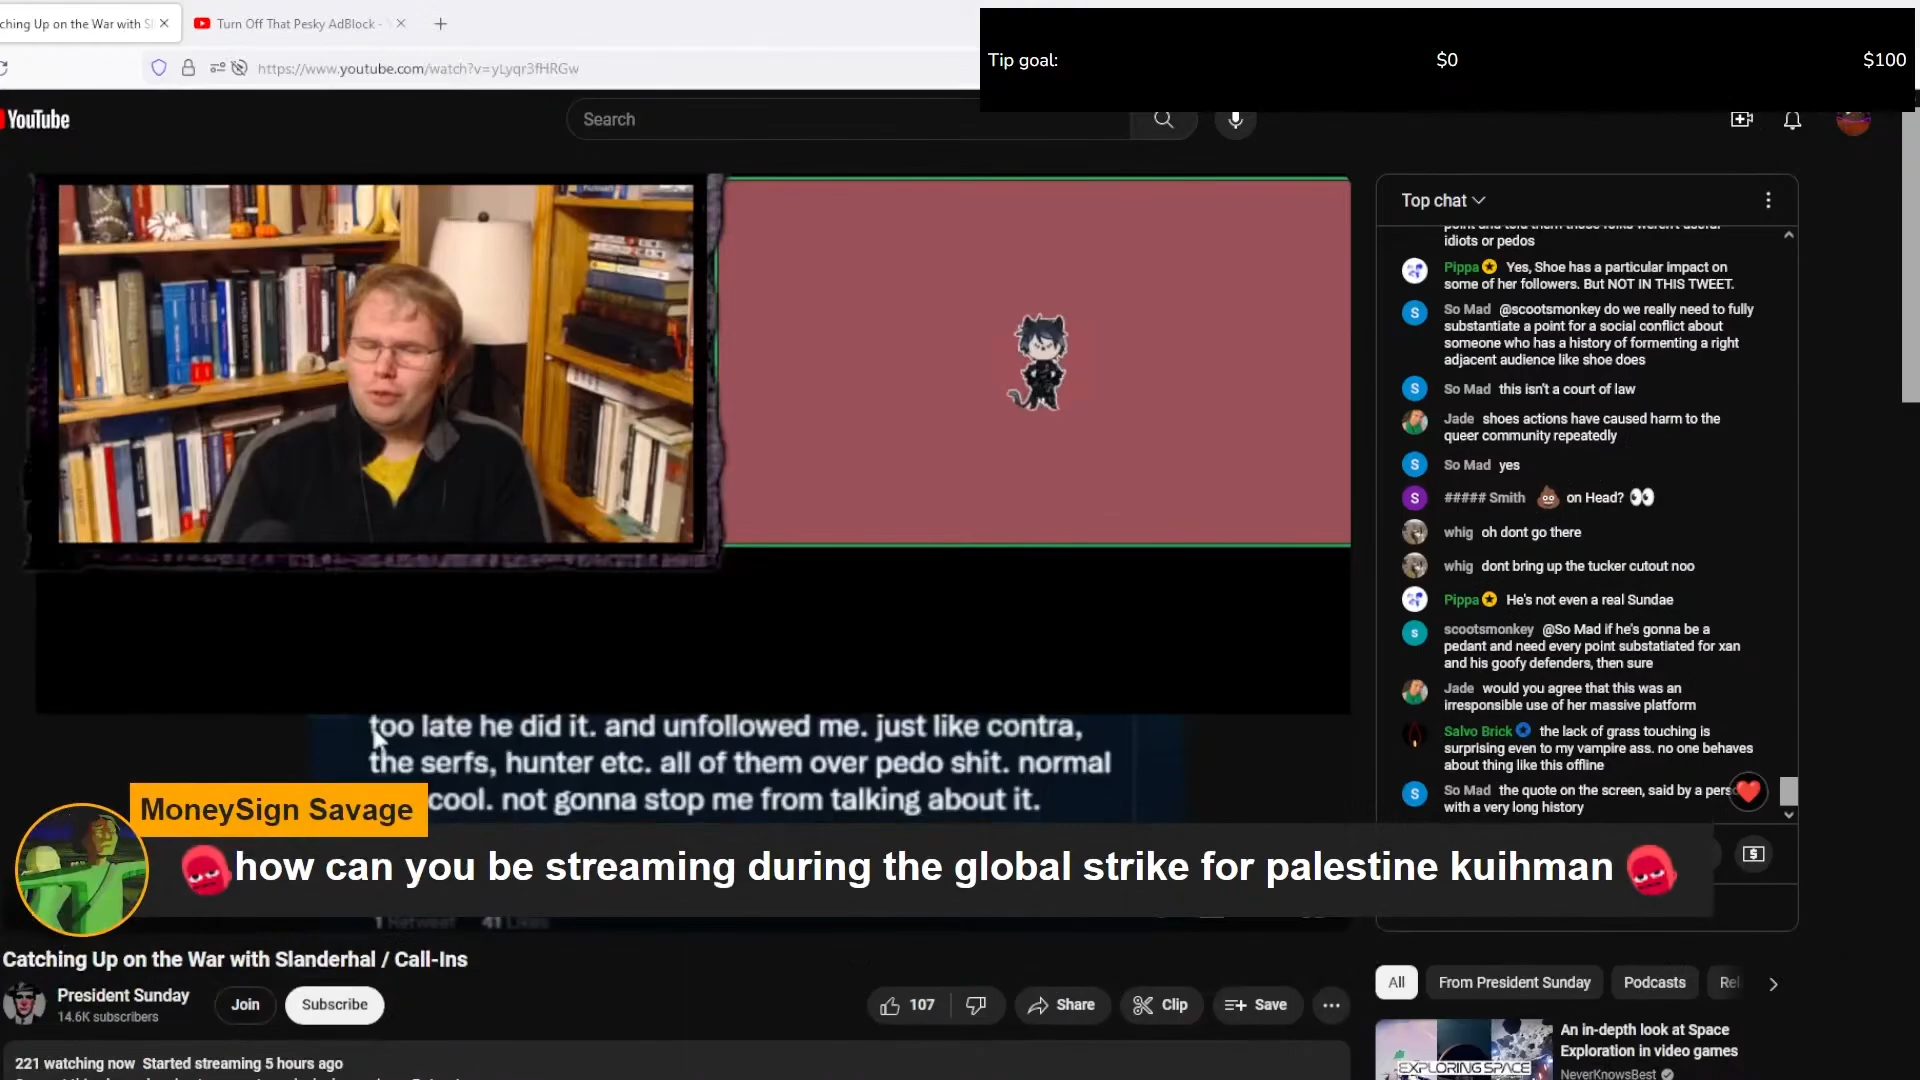 tching Up on the War with S
Turn Off That Pesky AdBlock -
Tip goal:
$0
$100
https://www.youtube.com/watch?v=yLyqr3fHRGw
YouTube
Search
Top chat
idiots or pedos
Pippa Yes, Shoe has a particular impact on
some of her followers. But NOT IN THIS TWEET.
S
So Mad @scootsmonkey do we really need to fully
substantiate a point for a social conflict about
someone who has a history of formenting a right
adjacent audience like shoe does
S
So Mad this isn't a court of law
Jade shoes actions have caused harm to the
queer community repeatedly
S
So Mad yes
S
##### Smith 💩 on Head? 👀
whig oh dont go there
whig dont bring up the tucker cutout noo
Pippa He's not even a real Sundae
s
scootsmonkey @So Mad if he's gonna be a
pedant and need every point substatiated for xan
and his goofy defenders, then sure
Jade would you agree that this was an
irresponsible use of her massive platform
Salvo Brick the lack of grass touching is
surprising even to my vampire ass. no one behaves
about thing like this offline
S
So Mad the quote on the screen, said by a pers
with a very long history
too late he did it. and unfollowed me. just like contra,
the serfs, hunter etc. all of them over pedo shit. normal
cool. not gonna stop me from talking about it.
MoneySign Savage
how can you be streaming during the global strike for palestine kuihman
1 Retweet 41 Likes
Catching Up on the War with Slanderhal / Call-Ins
President Sunday
14.6K subscribers
Join
Subscribe
107
Share
Clip
Save
221 watching now Started streaming 5 hours ago
All
From President Sunday
Podcasts
Rel
An in-depth look at Space
Exploration in video games
NeverKnowsBest
EXPLORING SPACE